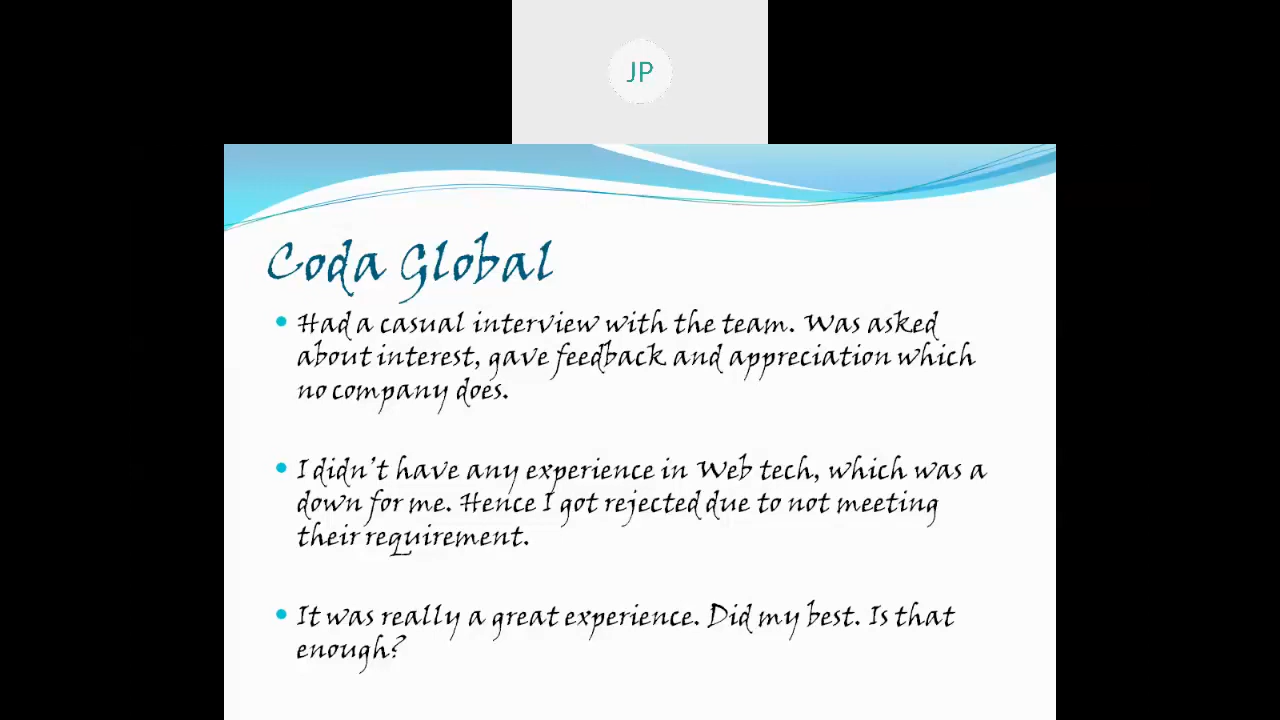 JP
Coda Global
Had a casual interview with the team. Was asked
about interest, gave feedback and appreciation which
no company does.
I didn't have any experience in Web tech, which was a
down for me. Hence I got rejected due to not meeting
their requirement.
It was really a great experience. Did my best. Is that
enough?